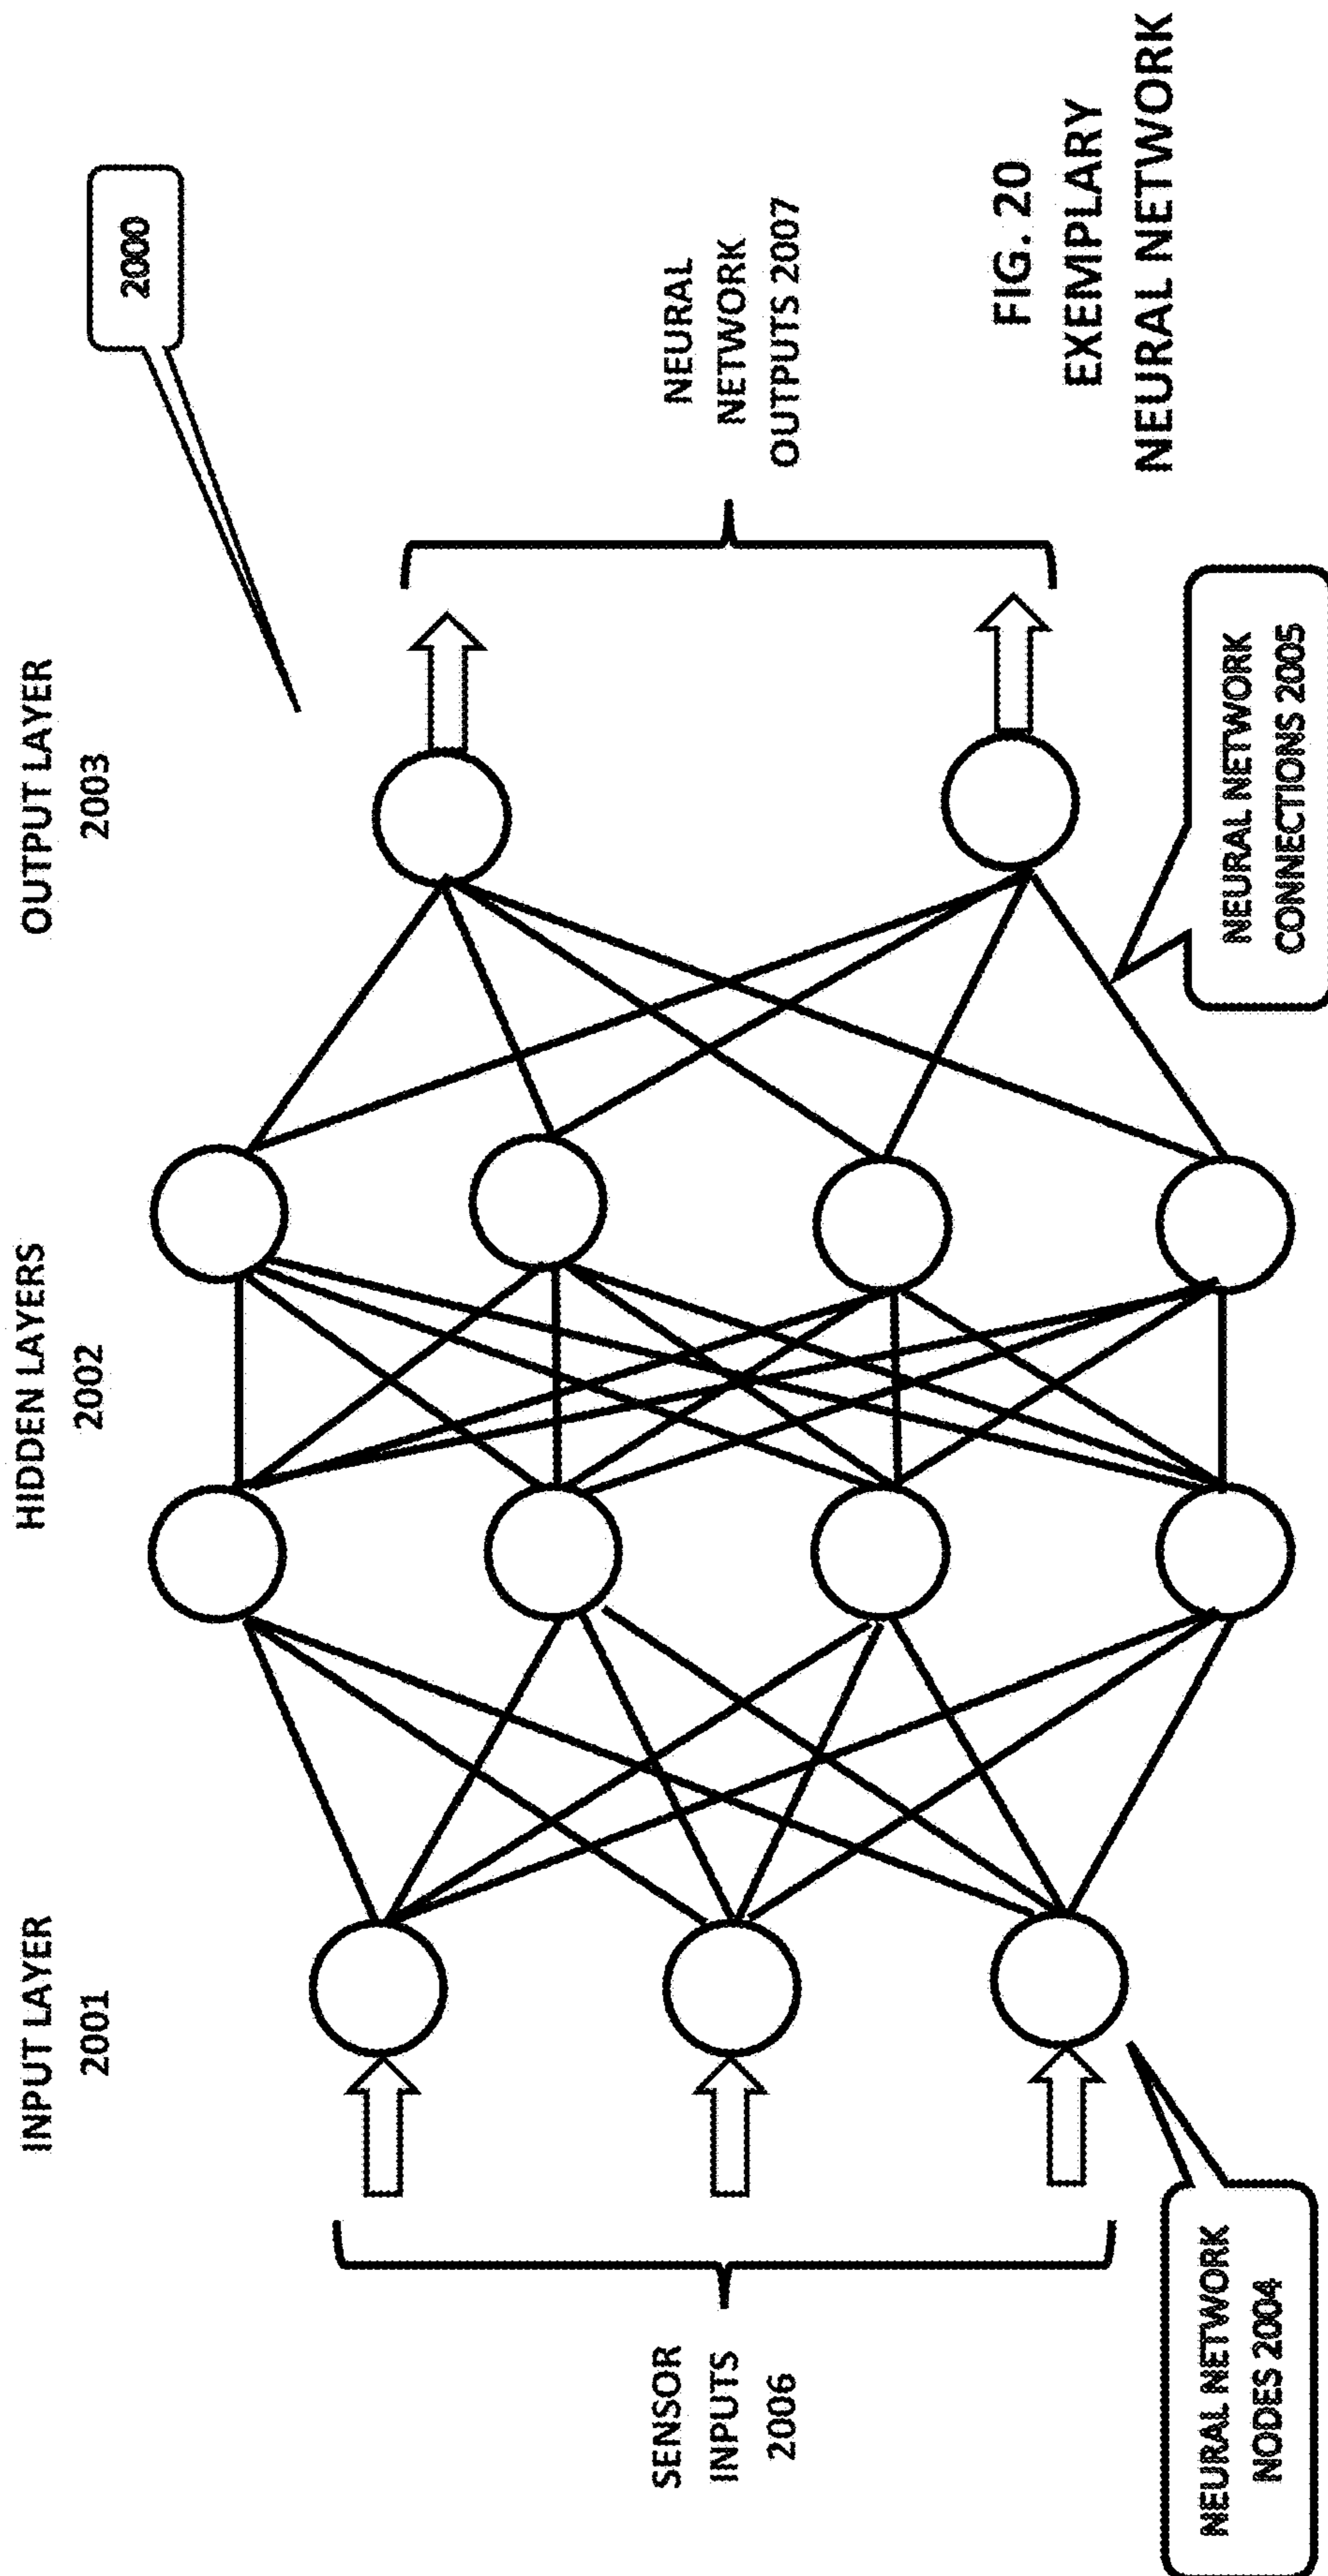 INPUT LAYER
2001
HIDDEN LAYERS
2002
OUTPUT LAYER
2003
2000
SENSOR
INPUTS
2006
NEURAL
NETWORK
OUTPUTS 2007
NEURAL NETWORK
NODES 2004
NEURAL NETWORK
CONNECTIONS 2005
FIG. 20
EXEMPLARY
NEURAL NETWORK